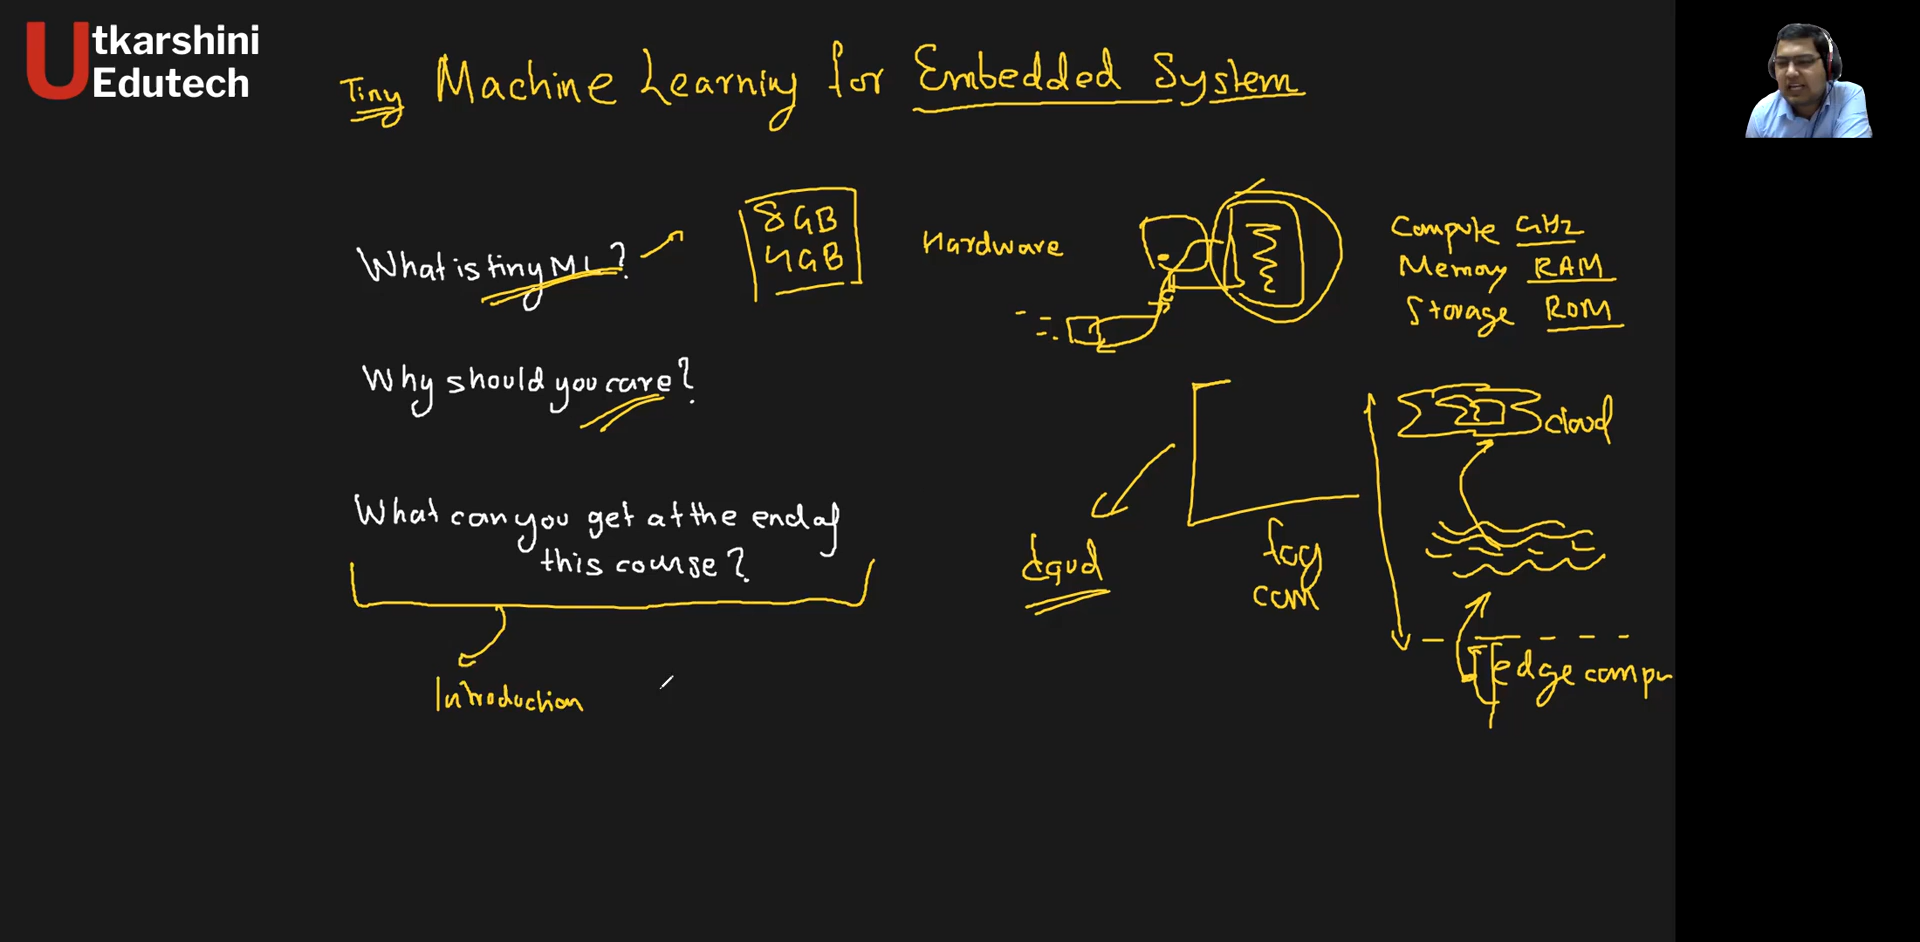 Utkarshini
Edutech
Tiny Machine Learning for Embedded System
What is tiny ML?
8GB
4GB
Hardware
Compute GHz
Memory RAM
Storage ROM
Why should you care?
cloud
What can you get at the end of
this course?
fog
com
edge compu
Introduction